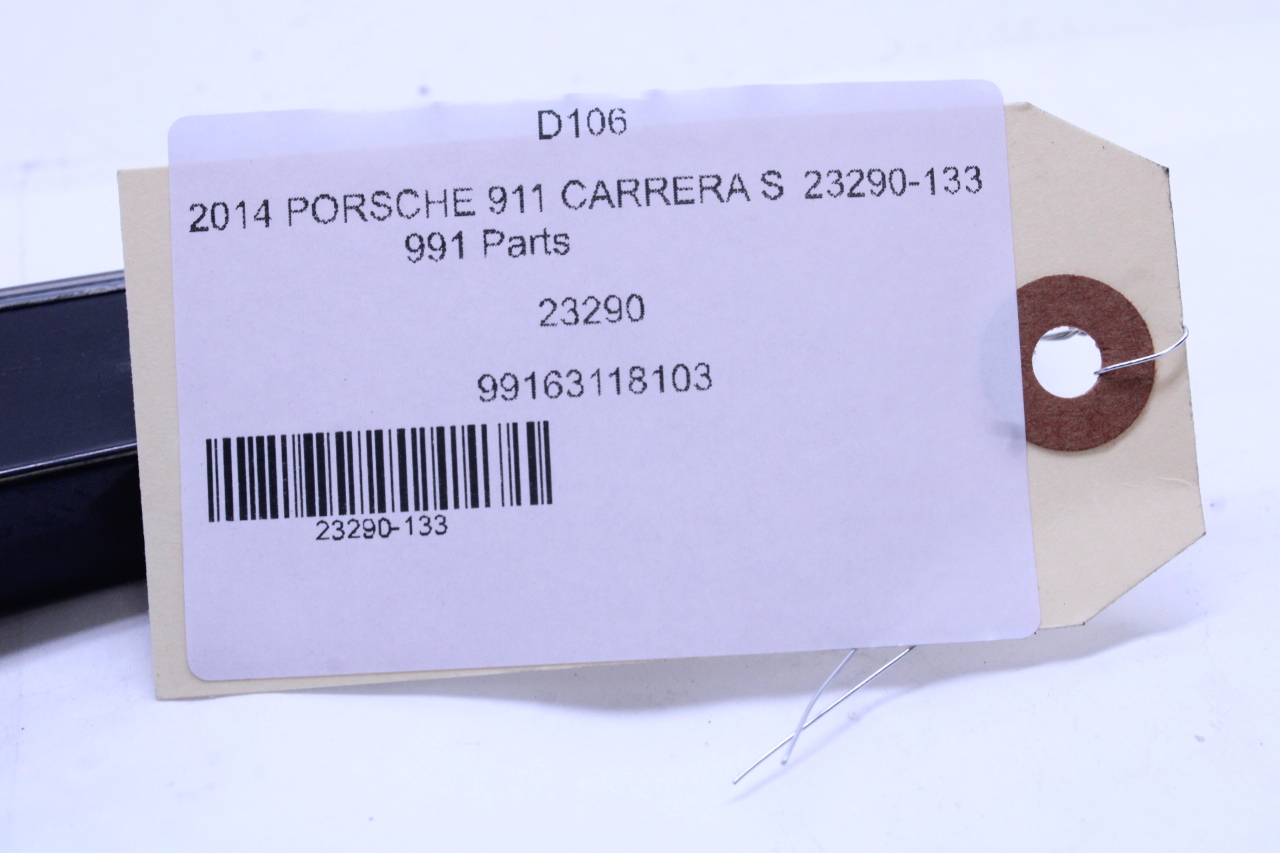 D106
2014 PORSCHE 911 CARRERA S 23290-133
991 Parts
23290
99163118103
23290-133